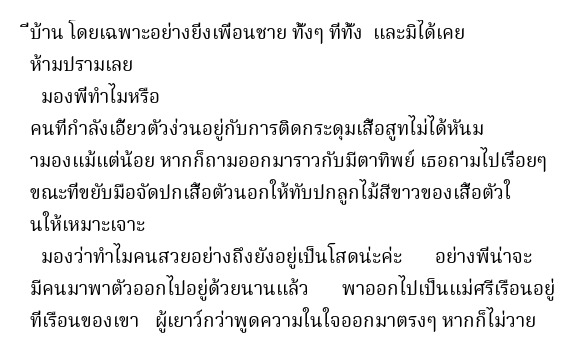 ีบ้าน โดยเฉพาะอย่างยิ่งเพื่อนชาย ทั้งๆ ที่ทั้ง  และมิได้เคย
ห้ามปรามเลย
มองพี่ทำไมหรือ
คนที่กำลังเอี้ยวตัวง่วนอยู่กับการติดกระดุมเสื้อสูทไม่ได้หันม
ามองแม้แต่น้อย หากก็ถามออกมาราวกับมีตาทิพย์ เธอถามไปเรื่อยๆ
ขณะที่ขยับมือจัดปกเสื้อตัวนอกให้ทับปกลูกไม้สีขาวของเสื้อตัวใ
นให้เหมาะเจาะ
มองว่าทำไมคนสวยอย่างถึงยังอยู่เป็นโสดน่ะค่ะ      อย่างพี่น่าจะ
มีคนมาพาตัวออกไปอยู่ด้วยนานแล้ว      พาออกไปเป็นแม่ศรีเรือนอยู่
ที่เรือนของเขา   ผู้เยาว์กว่าพูดความในใจออกมาตรงๆ หากก็ไม่วาย